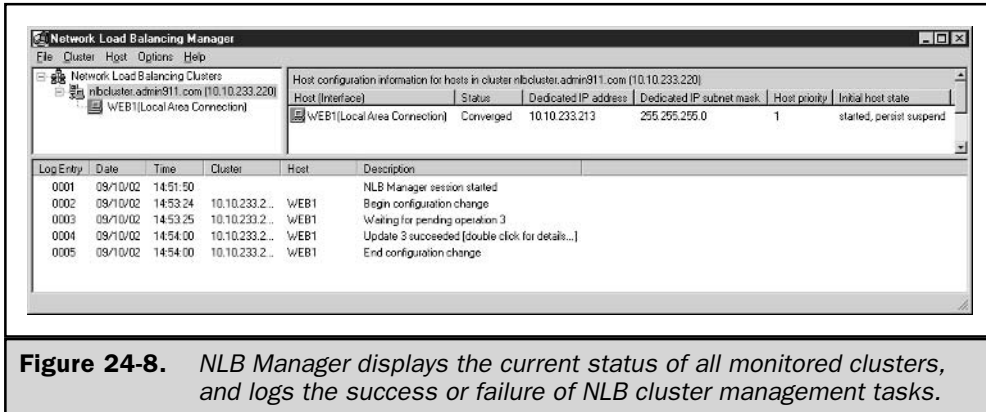 Network Load Balancing Manager
File Cluster Host Options Help
Network Load Balancing Clusters
nlbcluster.admin911.com (10.10.233.220)
WEB1(Local Area Connection)
Host configuration information for hosts in cluster nlbcluster.admin911.com (10.10.233.220)
Host (Interface) Status Dedicated IP address Dedicated IP subnet mask Host priority Initial host state
WEB1(Local Area Connection) Converged 10.10.233.213 255.255.255.0 1 started, persist suspend
Log Entry Date Time Cluster Host Description
0001 09/10/02 14:51:50 NLB Manager session started
0002 09/10/02 14:53:24 10.10.233.2... WEB1 Begin configuration change
0003 09/10/02 14:53:25 10.10.233.2... WEB1 Waiting for pending operation 3
0004 09/10/02 14:54:00 10.10.233.2... WEB1 Update 3 succeeded [double click for details...]
0005 09/10/02 14:54:00 10.10.233.2... WEB1 End configuration change
Figure 24-8. NLB Manager displays the current status of all monitored clusters,
and logs the success or failure of NLB cluster management tasks.